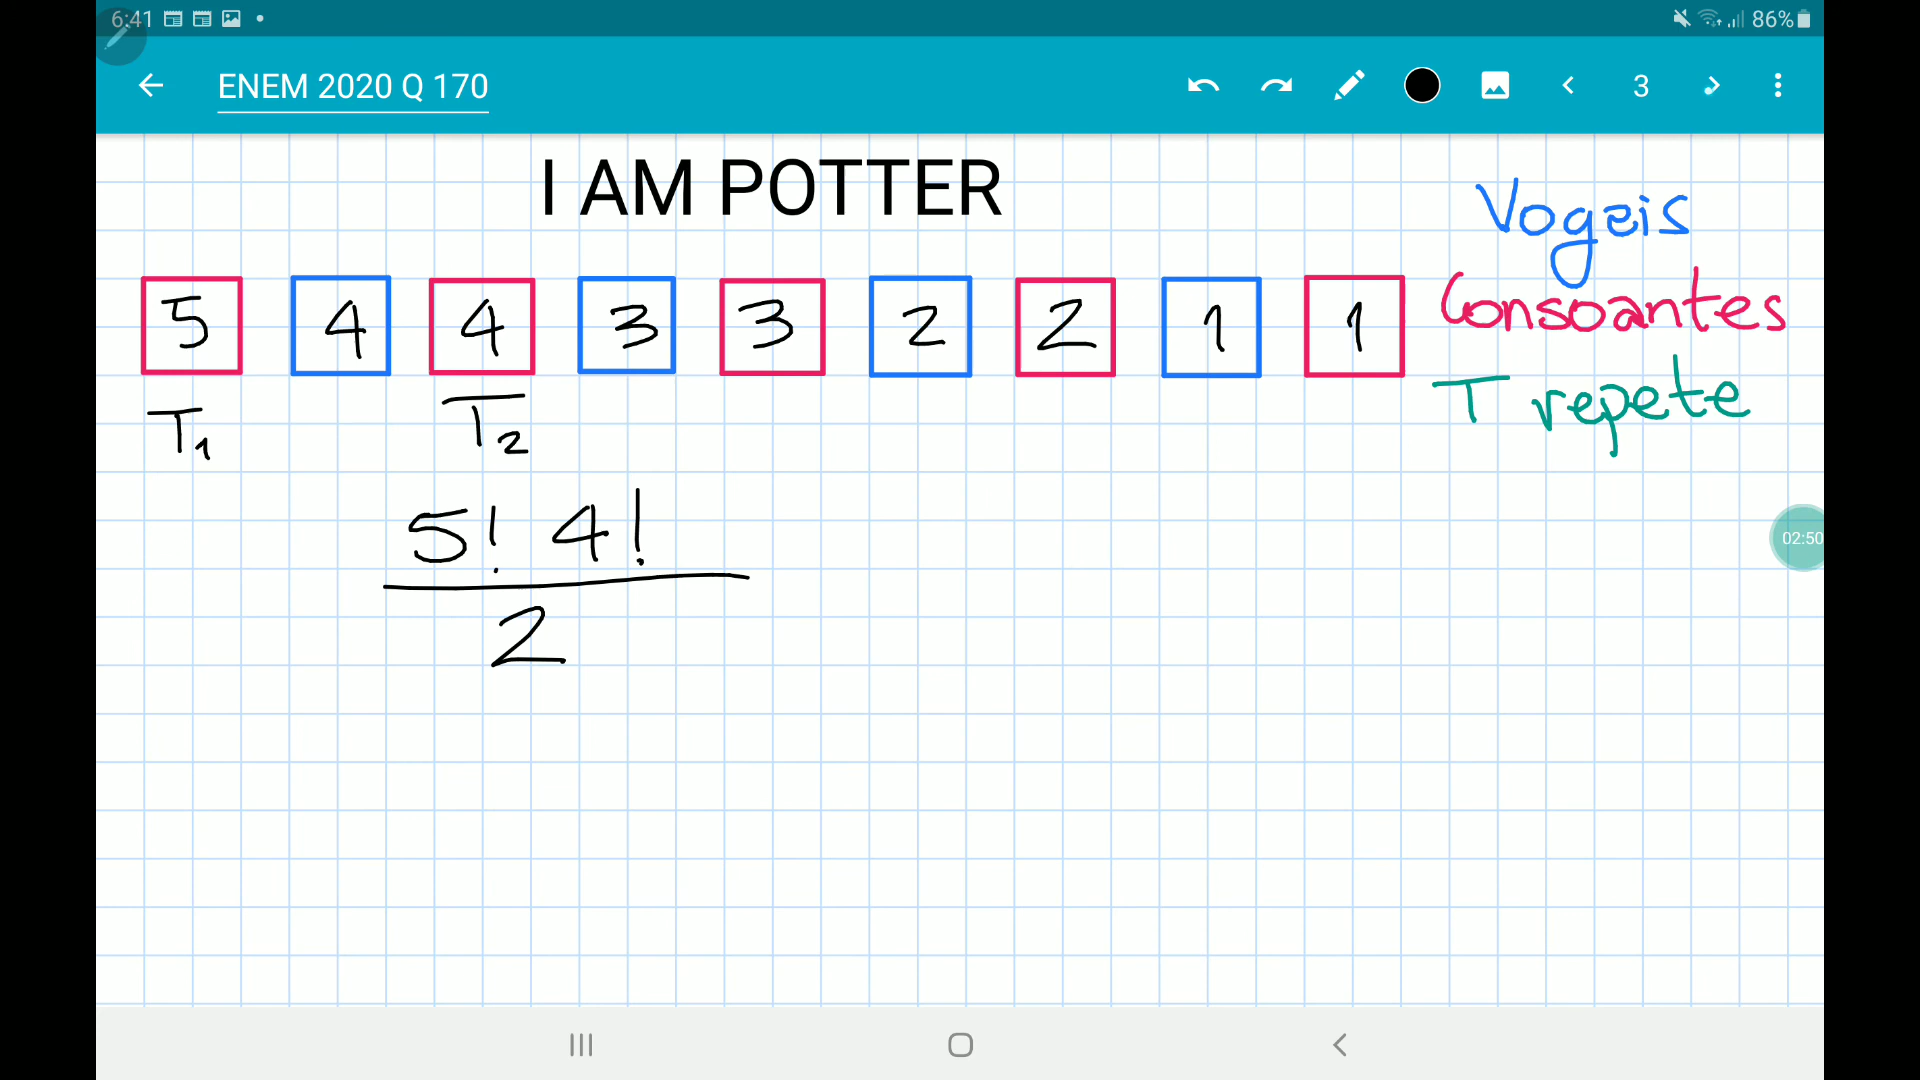 6:41 86%
ENEM 2020 Q 170 3
I AM POTTER
Vogais
5 4 4 3 3 2 2 1 1
Consoantes
T1 T2
T repete
5! 4!
02:50
2